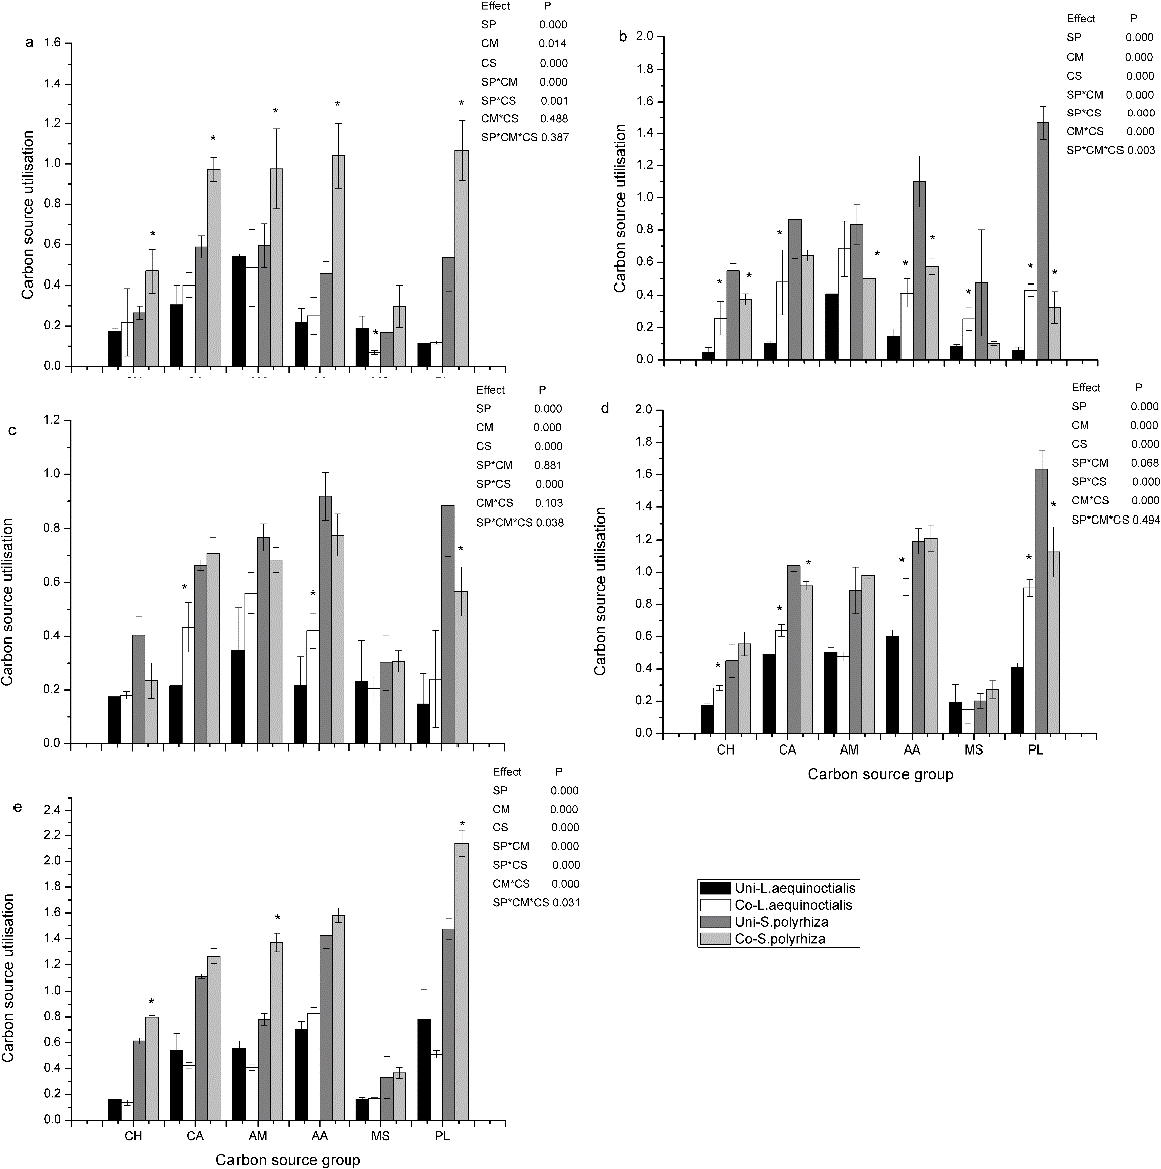 a
Carbon source utilisation
1.6
1.4
1.2
1.0
0.8
0.6
0.4
0.2
0.0
Effect P
SP 0.000
CM 0.014
CS 0.000
SP*CM 0.000
SP*CS 0.001
CM*CS 0.488
SP*CM*CS 0.387
* * * * * *
b
Carbon source utilisation
2.0
1.8
1.6
1.4
1.2
1.0
0.8
0.6
0.4
0.2
0.0
Effect P
SP 0.000
CM 0.000
CS 0.000
SP*CM 0.000
SP*CS 0.000
CM*CS 0.000
SP*CM*CS 0.003
* * * * * * * * *
c
Carbon source utilisation
1.2
1.0
0.8
0.6
0.4
0.2
0.0
Effect P
SP 0.000
CM 0.000
CS 0.000
SP*CM 0.881
SP*CS 0.000
CM*CS 0.103
SP*CM*CS 0.038
* * *
d
Carbon source utilisation
2.0
1.8
1.6
1.4
1.2
1.0
0.8
0.6
0.4
0.2
0.0
Effect P
SP 0.000
CM 0.000
CS 0.000
SP*CM 0.068
SP*CS 0.000
CM*CS 0.000
SP*CM*CS 0.494
* * * * * *
CH CA AM AA MS PL
Carbon source group
e
Carbon source utilisation
2.4
2.2
2.0
1.8
1.6
1.4
1.2
1.0
0.8
0.6
0.4
0.2
0.0
Effect P
SP 0.000
CM 0.000
CS 0.000
SP*CM 0.000
SP*CS 0.000
CM*CS 0.000
SP*CM*CS 0.031
* * *
CH CA AM AA MS PL
Carbon source group
Uni-L.aequinoctialis
Co-L.aequinoctialis
Uni-S.polyrhiza
Co-S.polyrhiza